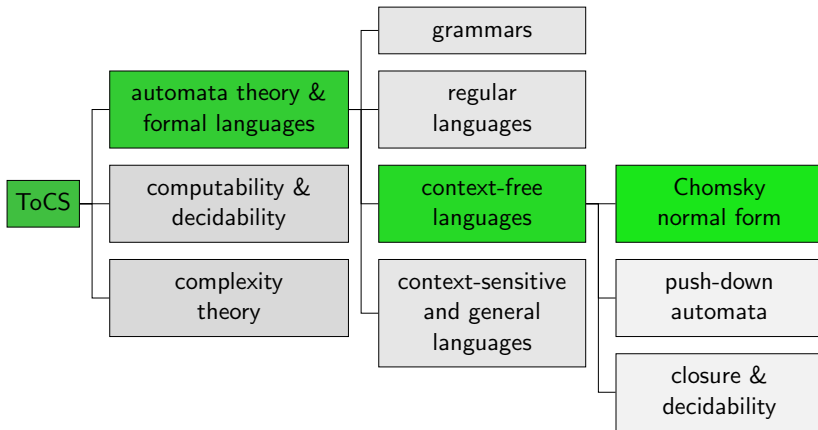 ToCS
automata theory &
formal languages
computability &
decidability
complexity
theory
grammars
regular
languages
context-free
languages
context-sensitive
and general
languages
Chomsky
normal form
push-down
automata
closure &
decidability